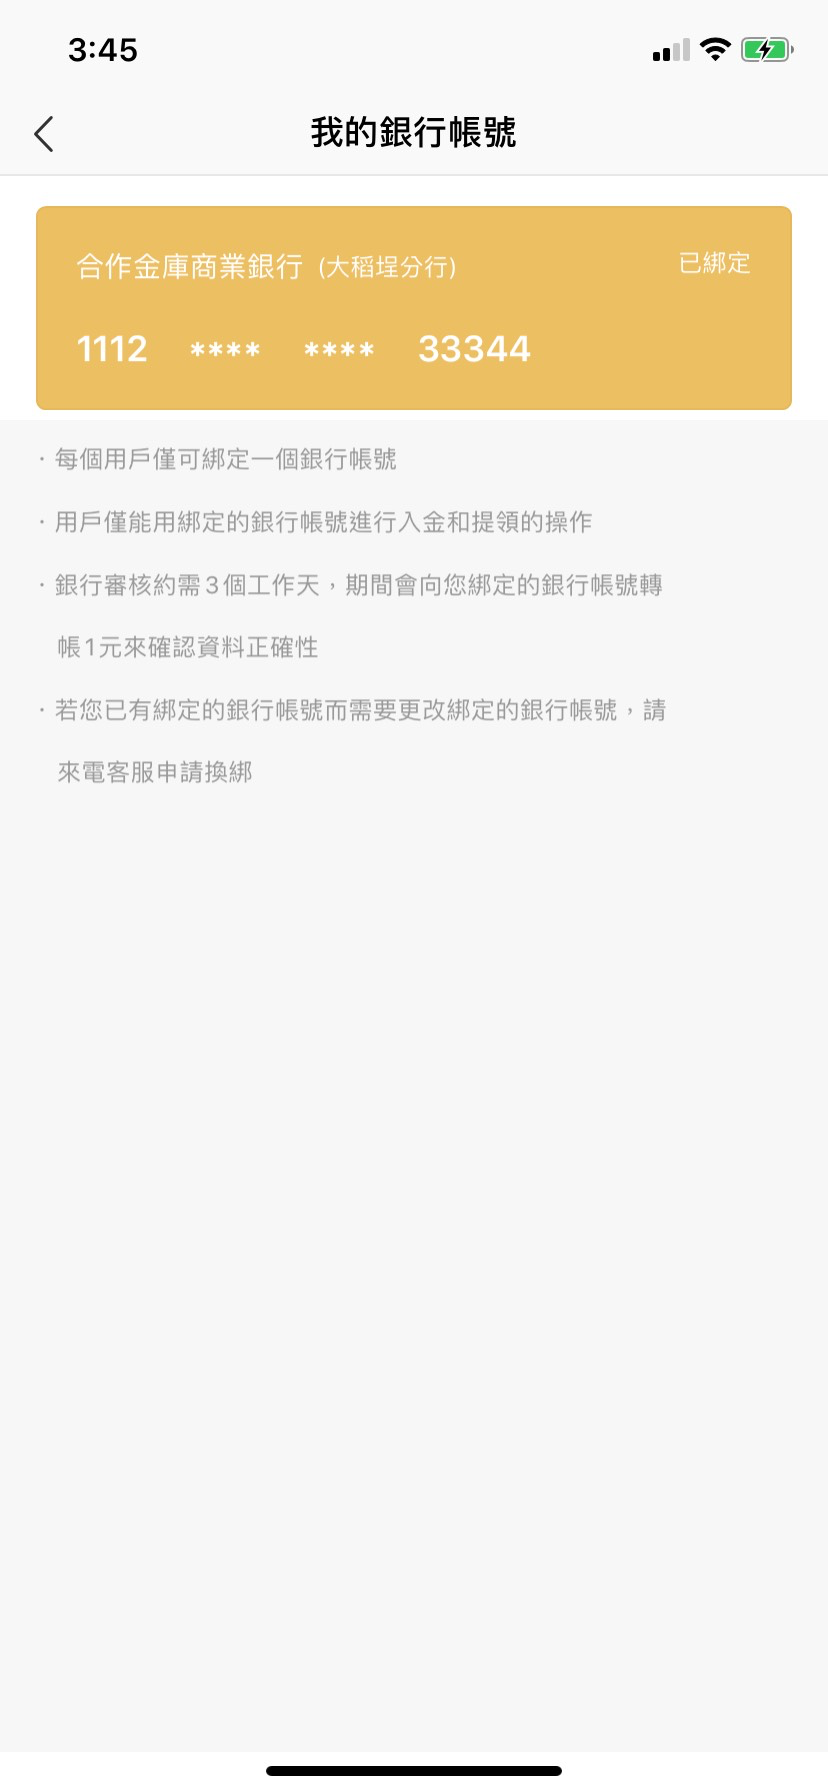 3:45
我的銀行帳號
合作金庫商業銀行 (大稻埕分行)
已綁定
1112 **** **** 33344
· 每個用戶僅可綁定一個銀行帳號
· 用戶僅能用綁定的銀行帳號進行入金和提領的操作
· 銀行審核約需3個工作天，期間會向您綁定的銀行帳號轉
帳1元來確認資料正確性
· 若您已有綁定的銀行帳號而需要更改綁定的銀行帳號，請
來電客服申請換綁